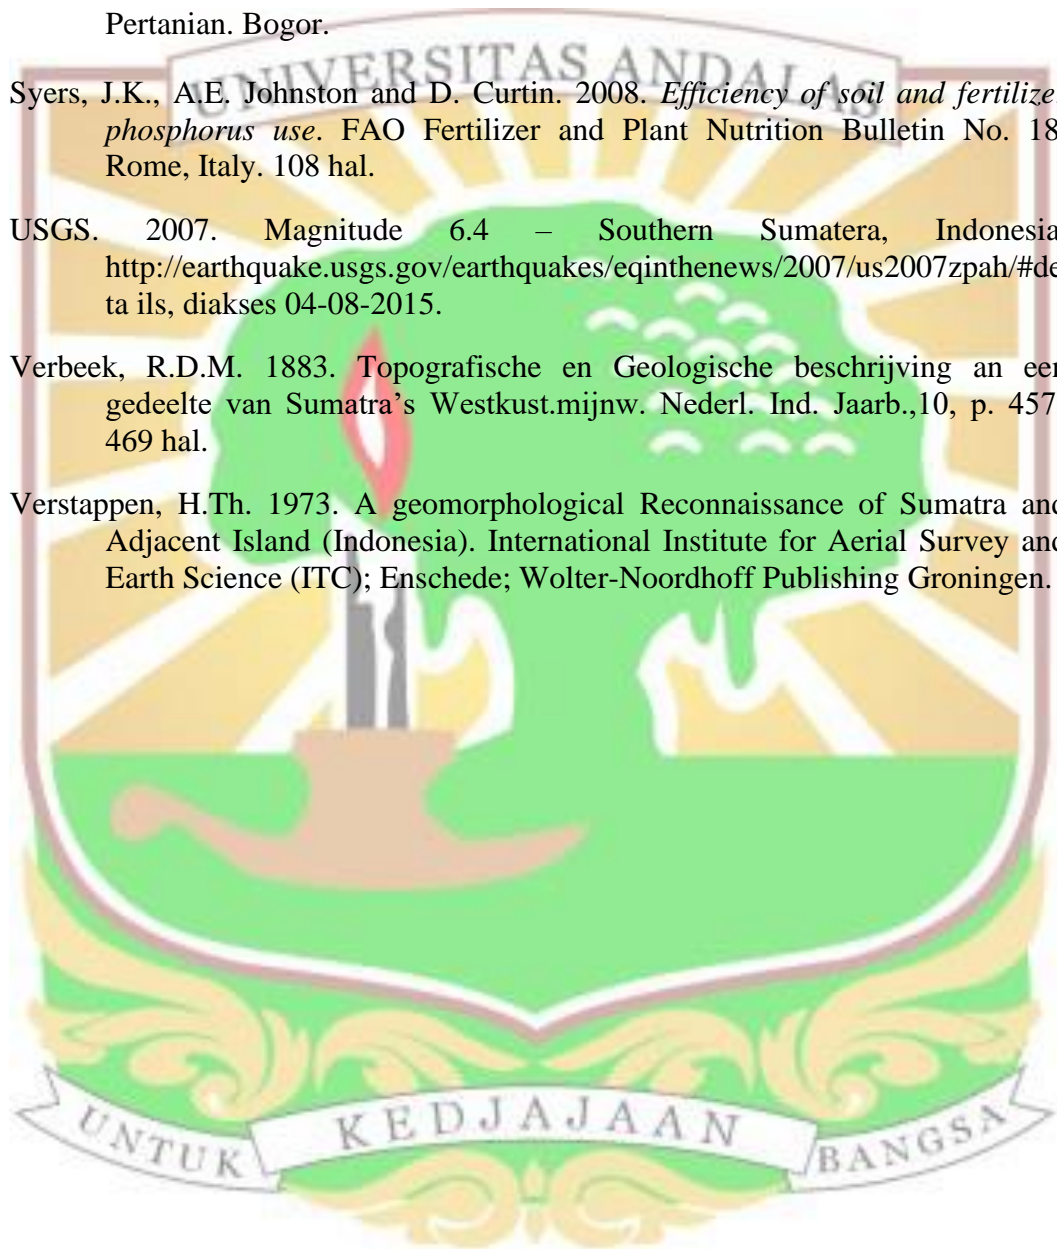 Pertanian. Bogor.
UNIVERSITAS ANDALAS
Syers, J.K., A.E. Johnston and D. Curtin. 2008. Efficiency of soil and fertilize
phosphorus use. FAO Fertilizer and Plant Nutrition Bulletin No. 18
Rome, Italy. 108 hal.
USGS. 2007. Magnitude 6.4 – Southern Sumatera, Indonesia
http://earthquake.usgs.gov/earthquakes/eqinthenews/2007/us2007zpah/#de
ta ils, diakses 04-08-2015.
Verbeek, R.D.M. 1883. Topografische en Geologische beschrijving an een
gedeelte van Sumatra’s Westkust.mijnw. Nederl. Ind. Jaarb.,10, p. 457
469 hal.
Verstappen, H.Th. 1973. A geomorphological Reconnaissance of Sumatra and
Adjacent Island (Indonesia). International Institute for Aerial Survey and
Earth Science (ITC); Enschede; Wolter-Noordhoff Publishing Groningen.
UNTUK KEDJAJAAN BANGSA